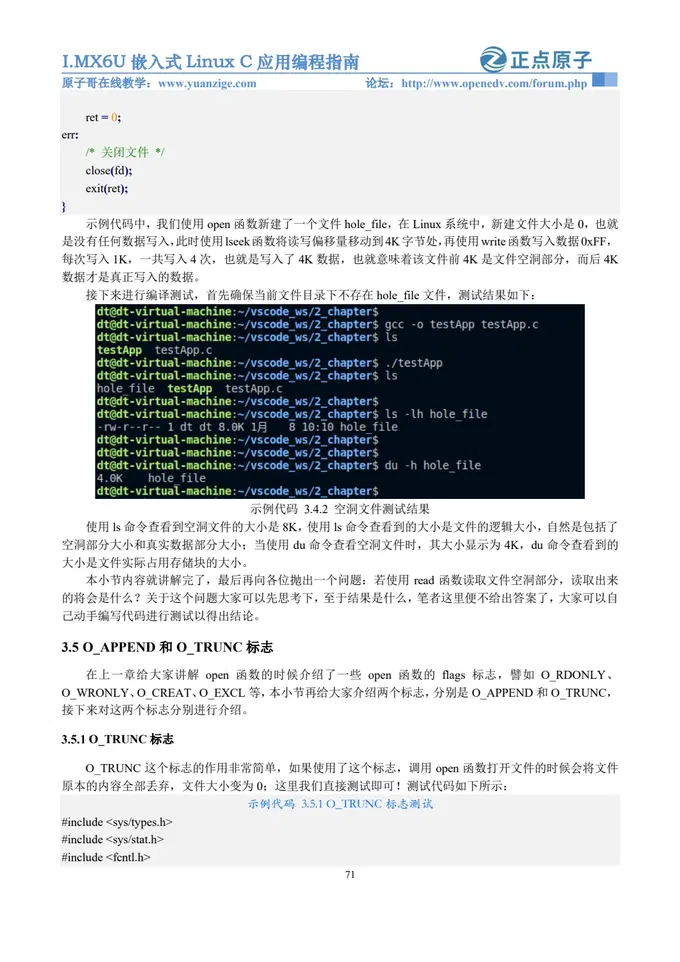 I.MX6U 嵌入式 Linux C 应用编程指南
正点原子
原子哥在线教学：www.yuanzige.com 论坛：http://www.openedv.com/forum.php
ret = 0;
err:
/* 关闭文件 */
close(fd);
exit(ret);
}
示例代码中，我们使用 open 函数新建了一个文件 hole_file，在 Linux 系统中，新建文件大小是 0，也就
是没有任何数据写入，此时使用 lseek 函数将读写偏移量移动到 4K 字节处，再使用 write 函数写入数据 0xFF，
每次写入 1K，一共写入 4 次，也就是写入了 4K 数据，也就意味着该文件前 4K 是文件空洞部分，而后 4K
数据才是真正写入的数据。
接下来进行编译测试，首先确保当前文件目录下不存在 hole_file 文件，测试结果如下：
dt@dt-virtual-machine:~/vscode_ws/2_chapter$
dt@dt-virtual-machine:~/vscode_ws/2_chapter$ gcc -o testApp testApp.c
dt@dt-virtual-machine:~/vscode_ws/2_chapter$ ls
testApp testApp.c
dt@dt-virtual-machine:~/vscode_ws/2_chapter$ ./testApp
dt@dt-virtual-machine:~/vscode_ws/2_chapter$ ls
hole_file testApp testApp.c
dt@dt-virtual-machine:~/vscode_ws/2_chapter$
dt@dt-virtual-machine:~/vscode_ws/2_chapter$ ls -lh hole_file
-rw-r--r-- 1 dt dt 8.0K 1月 8 10:10 hole_file
dt@dt-virtual-machine:~/vscode_ws/2_chapter$
dt@dt-virtual-machine:~/vscode_ws/2_chapter$
dt@dt-virtual-machine:~/vscode_ws/2_chapter$ du -h hole_file
4.0K hole_file
dt@dt-virtual-machine:~/vscode_ws/2_chapter$
示例代码 3.4.2 空洞文件测试结果
使用 ls 命令查看到空洞文件的大小是 8K，使用 ls 命令查看到的大小是文件的逻辑大小，自然是包括了
空洞部分大小和真实数据部分大小；当使用 du 命令查看空洞文件时，其大小显示为 4K，du 命令查看到的
大小是文件实际占用存储块的大小。
本小节内容就讲解完了，最后再向各位抛出一个问题：若使用 read 函数读取文件空洞部分，读取出来
的将会是什么？关于这个问题大家可以先思考下，至于结果是什么，笔者这里便不给出答案了，大家可以自
己动手编写代码进行测试以得出结论。
3.5 O_APPEND 和 O_TRUNC 标志
在上一章给大家讲解 open 函数的时候介绍了一些 open 函数的 flags 标志，譬如 O_RDONLY、
O_WRONLY、O_CREAT、O_EXCL 等，本小节再给大家介绍两个标志，分别是 O_APPEND 和 O_TRUNC，
接下来对这两个标志分别进行介绍。
3.5.1 O_TRUNC 标志
O_TRUNC 这个标志的作用非常简单，如果使用了这个标志，调用 open 函数打开文件的时候会将文件
原本的内容全部丢弃，文件大小变为 0；这里我们直接测试即可！测试代码如下所示：
示例代码 3.5.1 O_TRUNC 标志测试
#include <sys/types.h>
#include <sys/stat.h>
#include <fcntl.h>
71